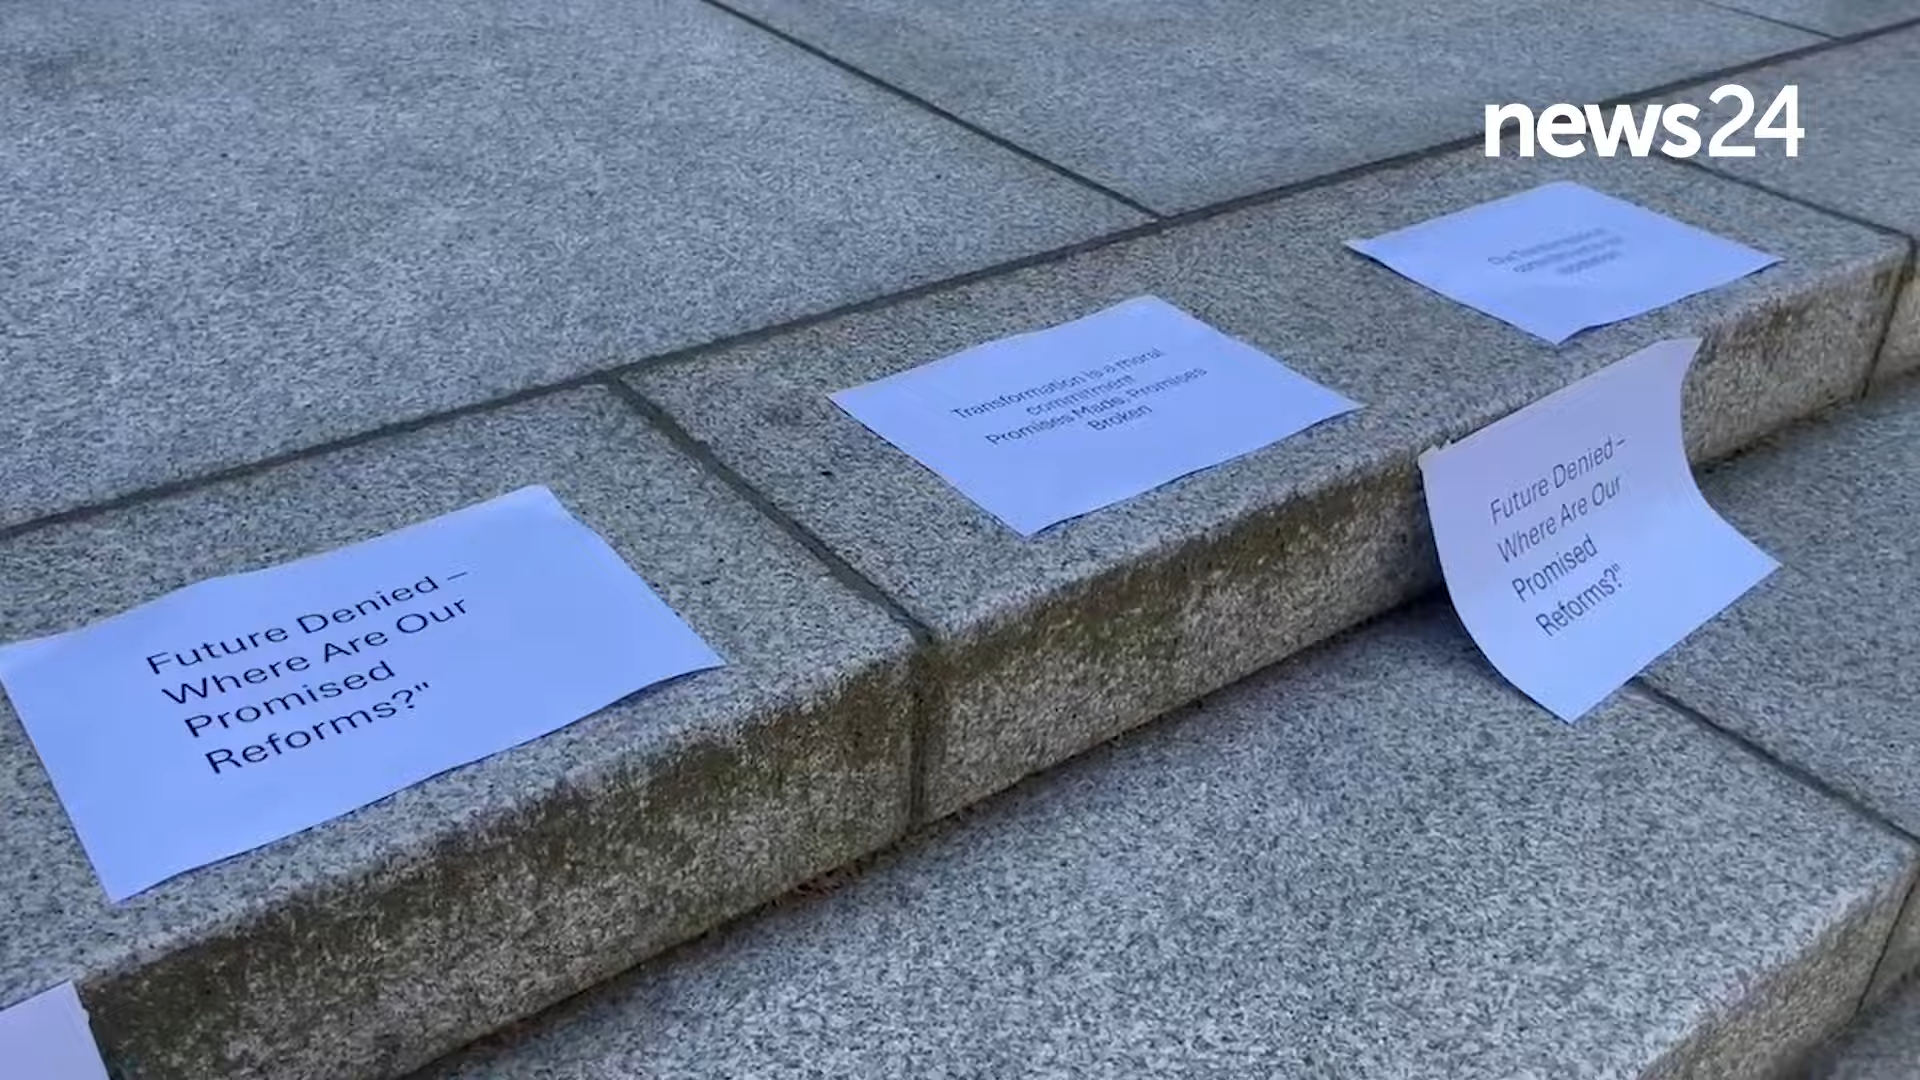 news24
Future Denied –
Where Are Our
Promised
Reforms?"
Transformation is a moral
commitment
Promises Made, Promises
Broken
Future Denied –
Where Are Our
Promised
Reforms?"